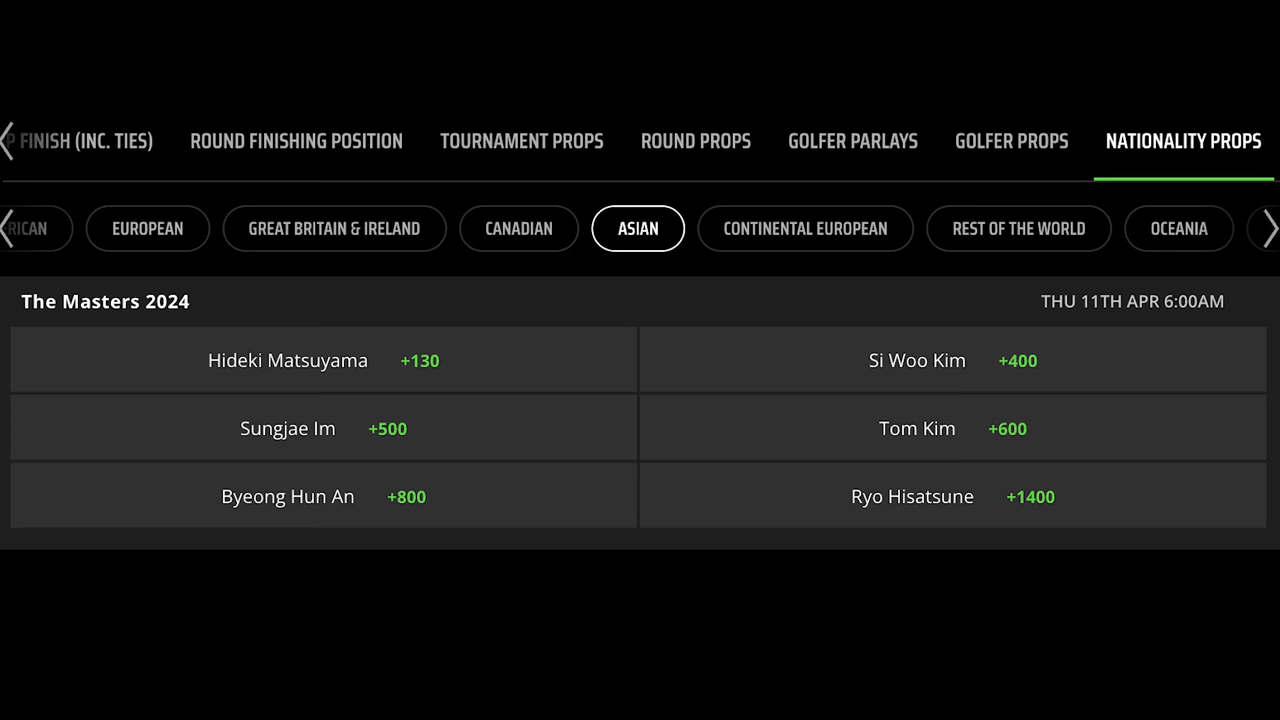 FINISH (INC. TIES) ROUND FINISHING POSITION TOURNAMENT PROPS ROUND PROPS GOLFER PARLAYS GOLFER PROPS NATIONALITY PROPS
EUROPEAN GREAT BRITAIN & IRELAND CANADIAN ASIAN CONTINENTAL EUROPEAN REST OF THE WORLD OCEANIA
The Masters 2024 THU 11TH APR 6:00AM
Hideki Matsuyama +130 Si Woo Kim +400
Sungjae Im +500 Tom Kim +600
Byeong Hun An +800 Ryo Hisatsune +1400